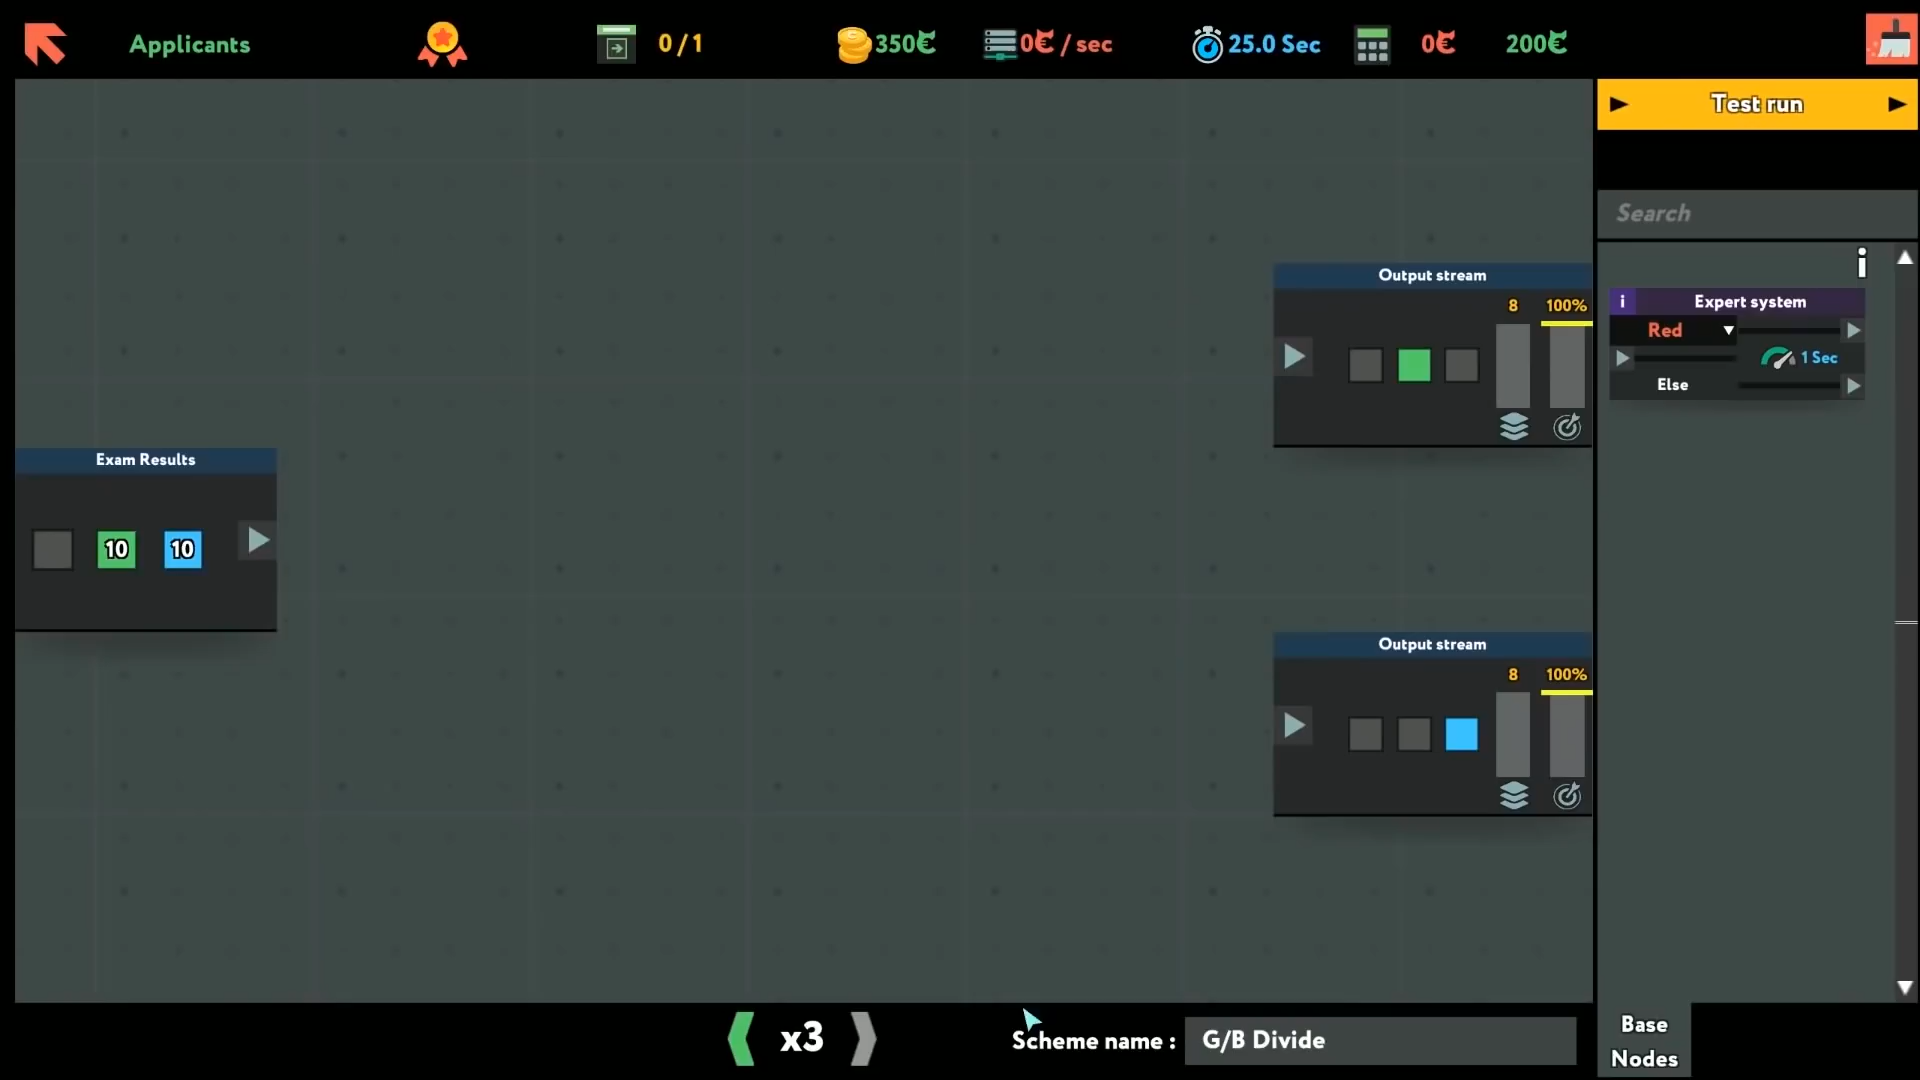 Applicants
0 / 1
350€
0€ / sec
25.0 Sec
0€
200€
Test run
Search
i
i Expert system
Red
1 Sec
Else
Output stream
8 100%
Exam Results
10 10
Output stream
8 100%
x3
Scheme name : G/B Divide
Base
Nodes